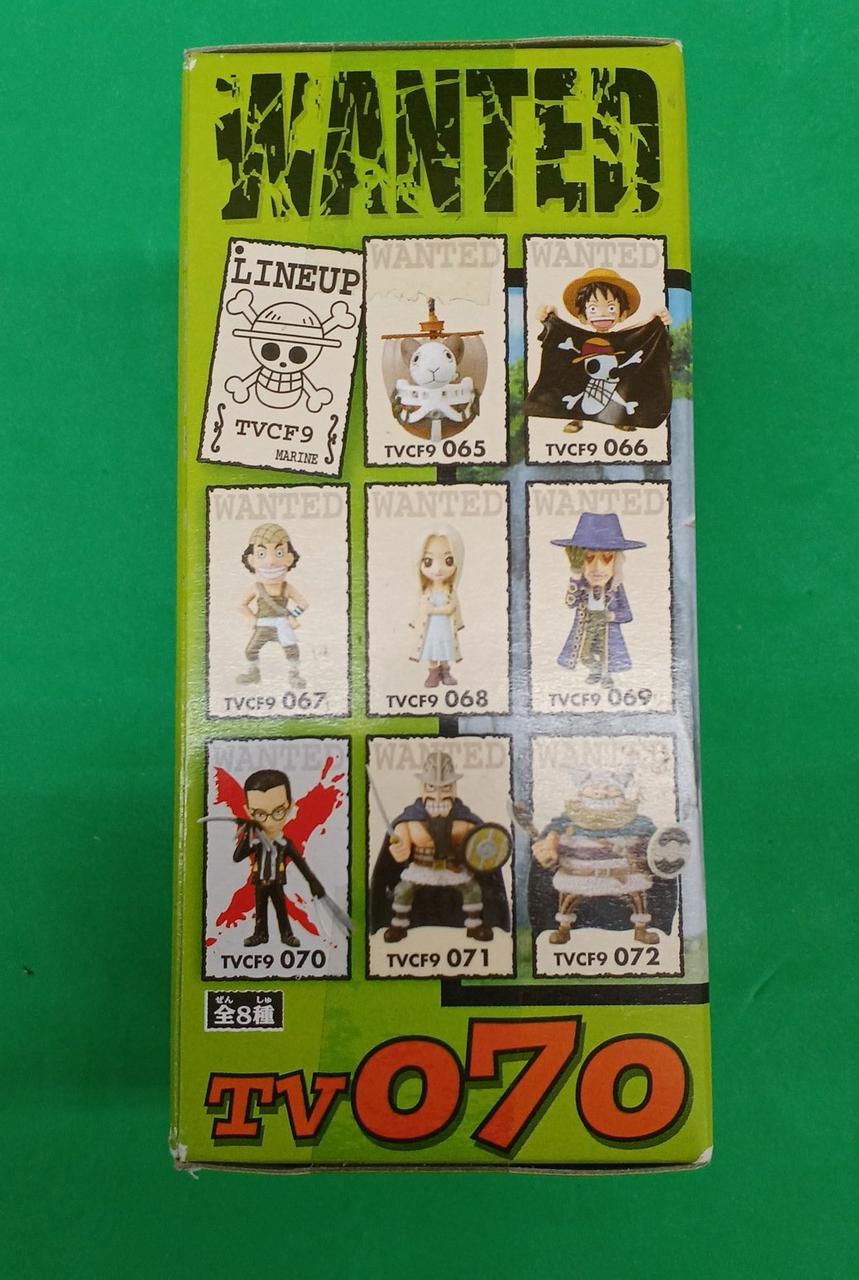 WANTED
LINEUP
TVCF9
MARINE
WANTED
TVCF9 065
WANTED
TVCF9 066
WANTED
TVCF9 067
WANTED
TVCF9 068
WANTED
TVCF9 069
WANTED
TVCF9 070
WANTED
TVCF9 071
WANTED
TVCF9 072
ぜん しゅ
全8種
TV070